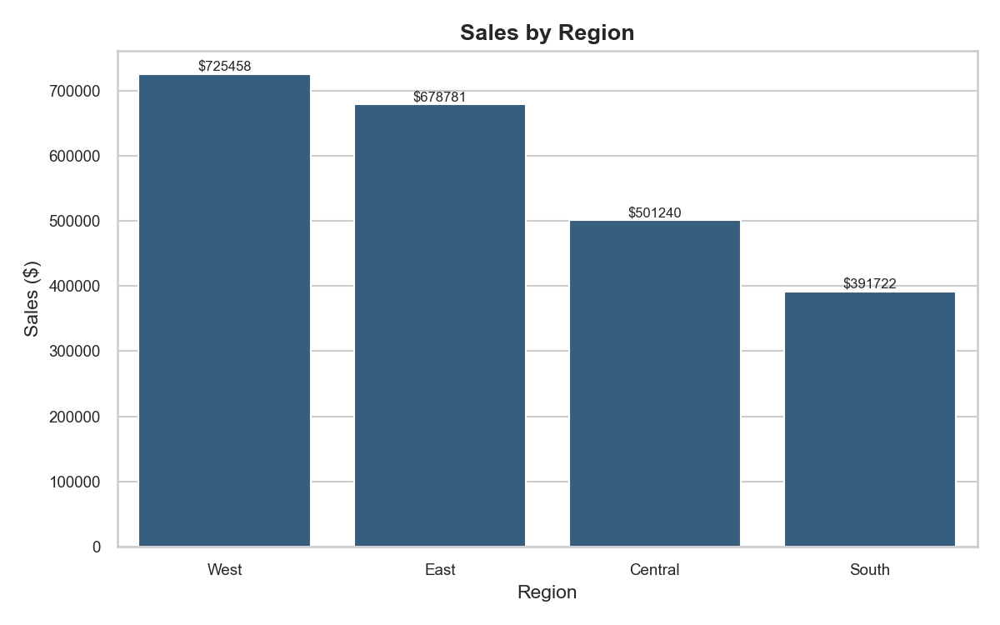 Sales by Region
$725458
$678781
$501240
$391722
700000
600000
500000
400000
300000
200000
100000
0
Sales ($)
West
East
Central
South
Region